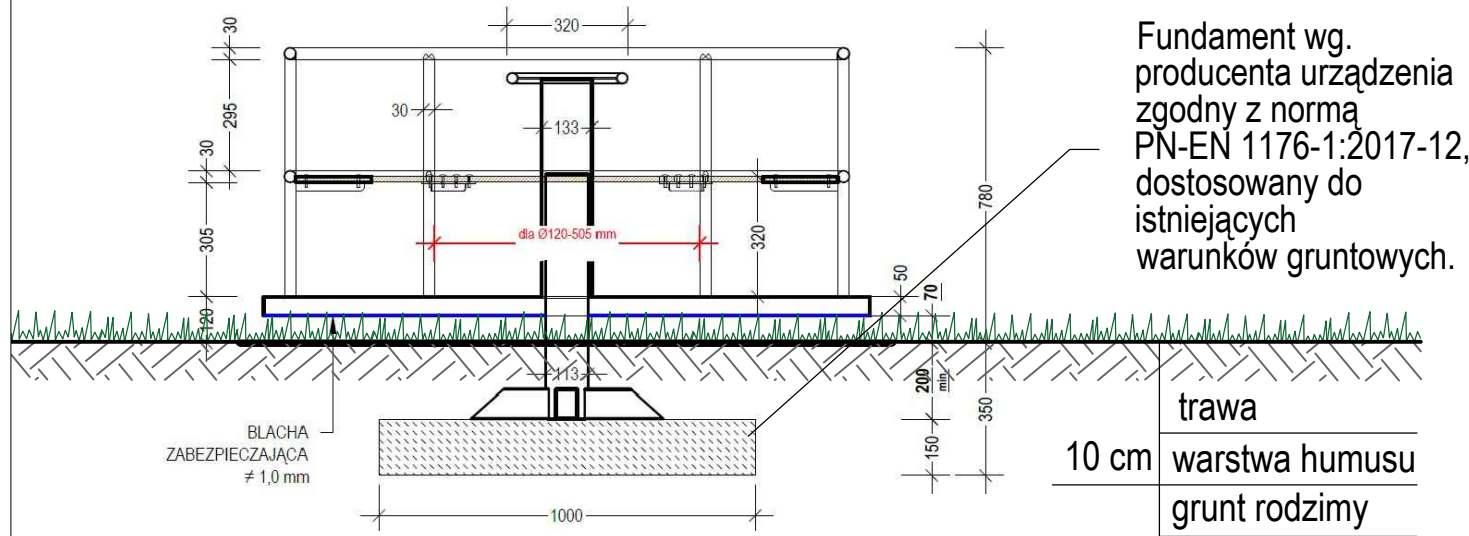 320
30
295
30
30
133
305
dla Ø120-505 mm
320
780
50
70
120
113
200
min.
350
150
1000
BLACHA
ZABEZPIECZAJĄCA
≠ 1,0 mm
Fundament wg.
producenta urządzenia
zgodny z normą
PN-EN 1176-1:2017-12,
dostosowany do
istniejących
warunków gruntowych.
trawa
10 cm warstwa humusu
grunt rodzimy